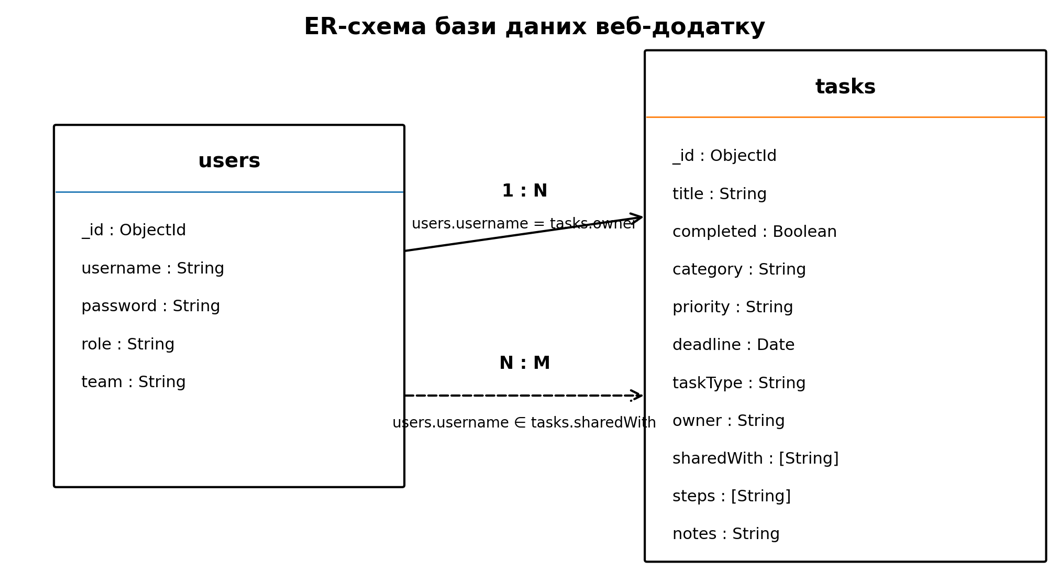 ER-схема бази даних веб-додатку
users
_id : ObjectId
username : String
password : String
role : String
team : String
1 : N
users.username = tasks.owner
N : M
users.username ∈ tasks.sharedWith
tasks
_id : ObjectId
title : String
completed : Boolean
category : String
priority : String
deadline : Date
taskType : String
owner : String
sharedWith : [String]
steps : [String]
notes : String